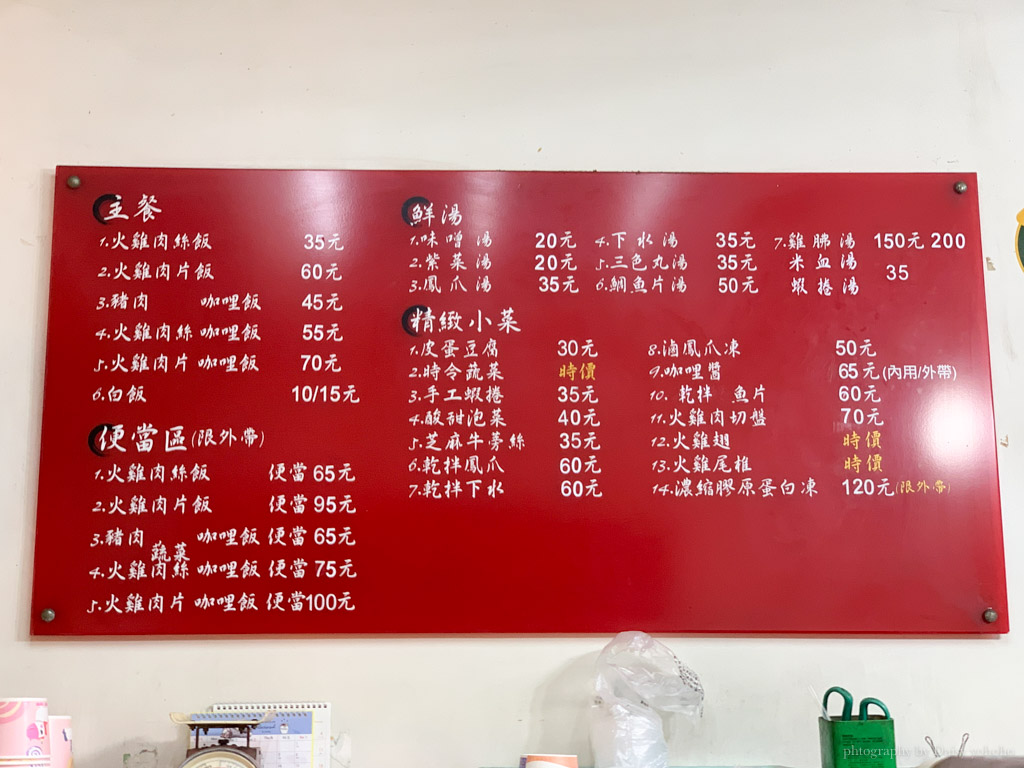 主餐
1.火雞肉絲飯 35元
2.火雞肉片飯 60元
3.豬肉 咖哩飯 45元
4.火雞肉絲 咖哩飯 55元
5.火雞肉片 咖哩飯 70元
6.白飯 10/15元
便當區(限外帶)
1.火雞肉絲飯 便當 65元
2.火雞肉片飯 便當 95元
3.豬肉 咖哩飯 便當 65元
蔬菜
4.火雞肉絲 咖哩飯 便當 75元
5.火雞肉片 咖哩飯 便當100元
鮮湯
1.味噌湯 20元 4.下水湯 35元 7.雞腸湯 150元 200
2.紫菜湯 20元 5.三色丸湯 35元 米血湯 35
3.鳳爪湯 35元 6.鯛魚片湯 50元 蝦捲湯
精緻小菜
1.皮蛋豆腐 30元 8.滷鳳爪凍 50元
2.時令蔬菜 時價 9.咖哩醬 65元(內用/外帶)
3.手工蝦捲 35元 10.乾拌 魚片 60元
4.酸甜泡菜 40元 11.火雞肉切盤 70元
5.芝麻牛蒡絲 35元 12.火雞翅 時價
6.乾拌鳳爪 60元 13.火雞尾椎 時價
7.乾拌下水 60元 14.濃縮膠原蛋白凍 120元(限外帶)
photographs by